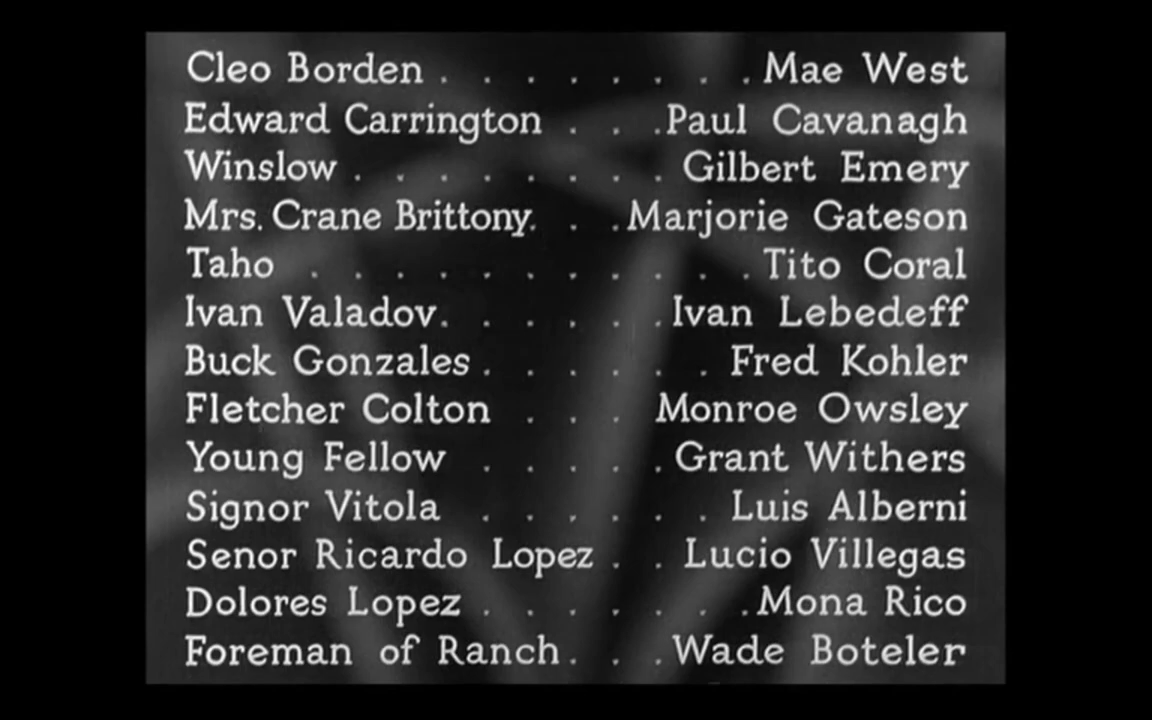 Cleo Borden . . . . . . . . Mae West
Edward Carrington . . . Paul Cavanagh
Winslow . . . . . . . . Gilbert Emery
Mrs. Crane Brittony. . . Marjorie Gateson
Taho . . . . . . . . . . . Tito Coral
Ivan Valadov. . . . . . Ivan Lebedeff
Buck Gonzales . . . . . . Fred Kohler
Fletcher Colton . . . Monroe Owsley
Young Fellow . . . . . Grant Withers
Signor Vitola . . . . . . Luis Alberni
Senor Ricardo Lopez . . Lucio Villegas
Dolores Lopez . . . . . . . Mona Rico
Foreman of Ranch . . . Wade Boteler